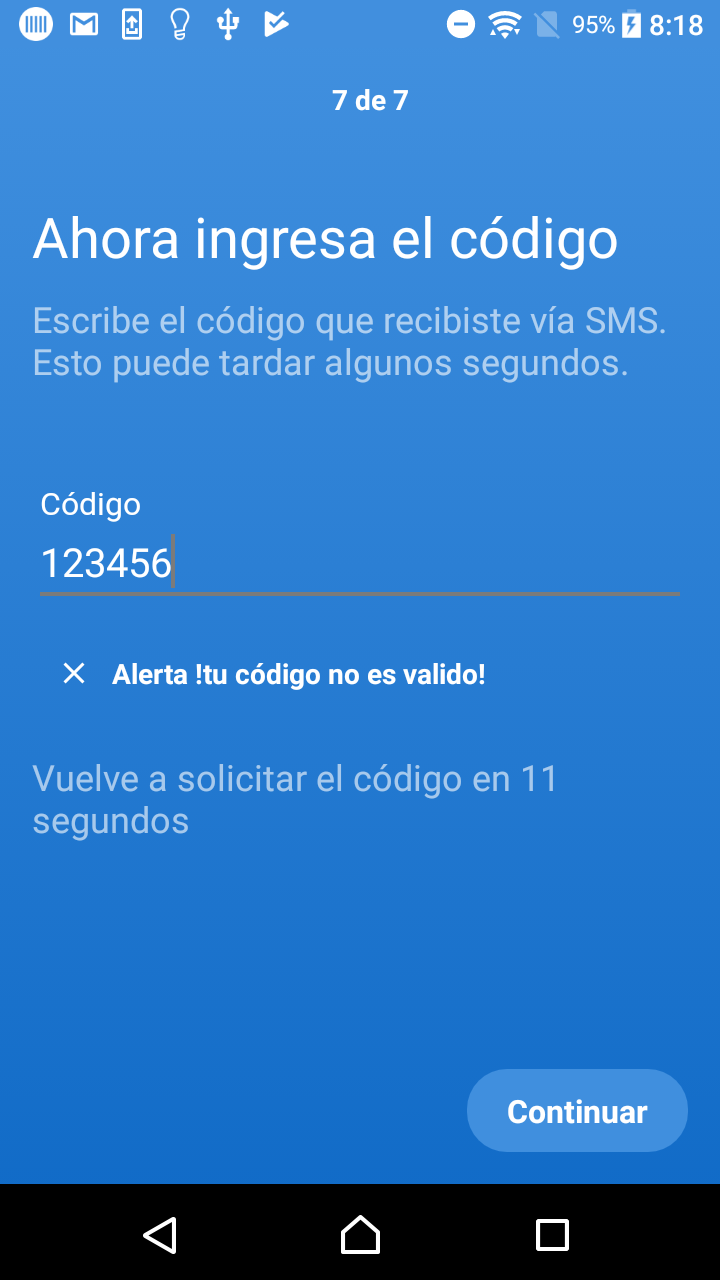 95% 8:18
7 de 7
Ahora ingresa el código
Escribe el código que recibiste vía SMS.
Esto puede tardar algunos segundos.
Código
123456
Alerta !tu código no es valido!
Vuelve a solicitar el código en 11
segundos
Continuar